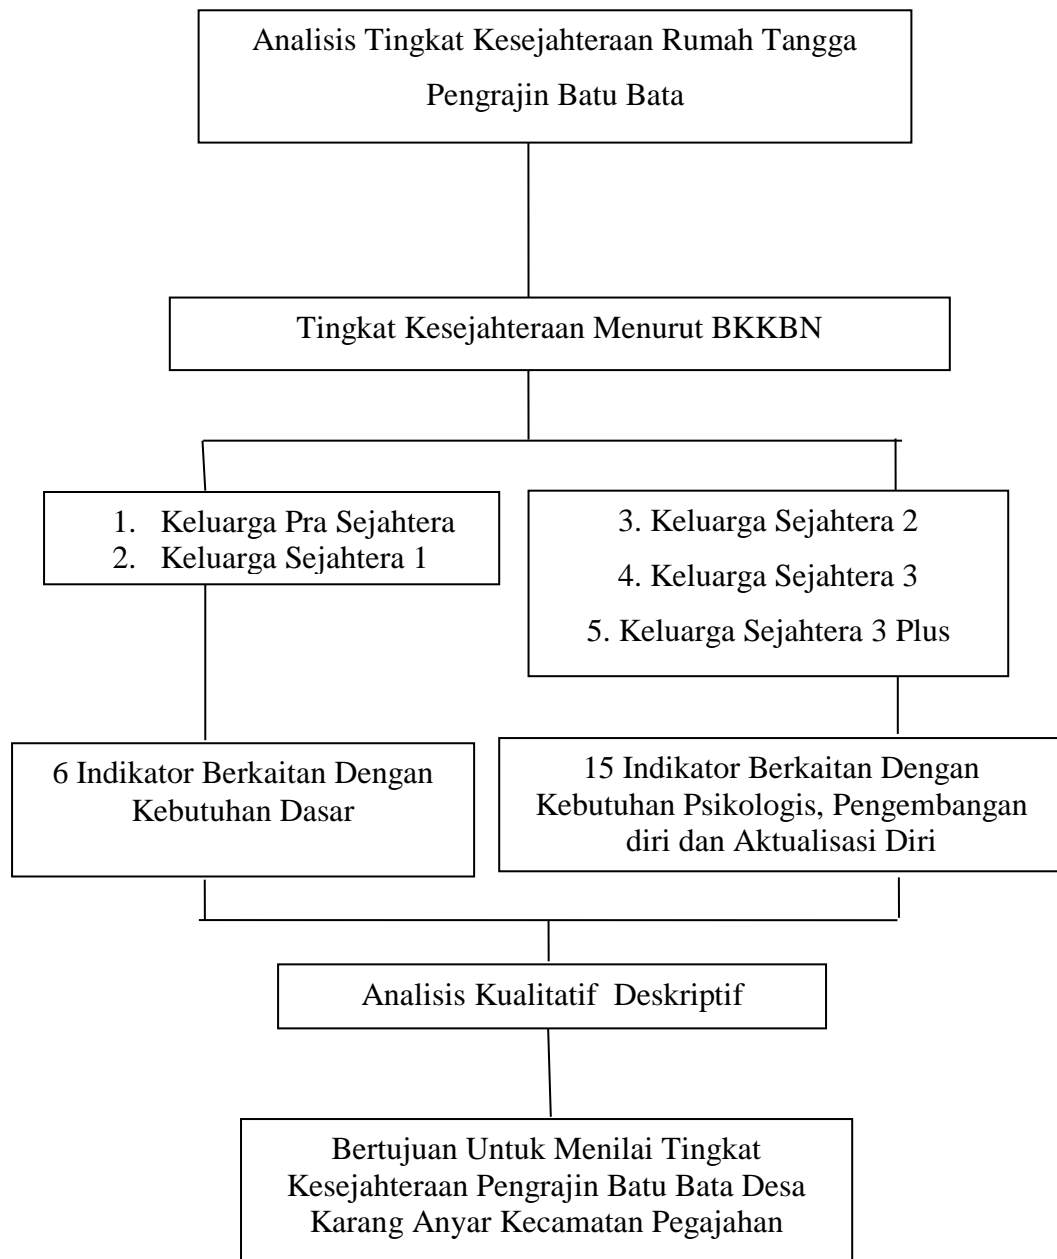 Analisis Tingkat Kesejahteraan Rumah Tangga
Pengrajin Batu Bata
Tingkat Kesejahteraan Menurut BKKBN
1. Keluarga Pra Sejahtera
2. Keluarga Sejahtera 1
3. Keluarga Sejahtera 2
4. Keluarga Sejahtera 3
5. Keluarga Sejahtera 3 Plus
6 Indikator Berkaitan Dengan
Kebutuhan Dasar
15 Indikator Berkaitan Dengan
Kebutuhan Psikologis, Pengembangan
diri dan Aktualisasi Diri
Analisis Kualitatif Deskriptif
Bertujuan Untuk Menilai Tingkat
Kesejahteraan Pengrajin Batu Bata Desa
Karang Anyar Kecamatan Pegajahan